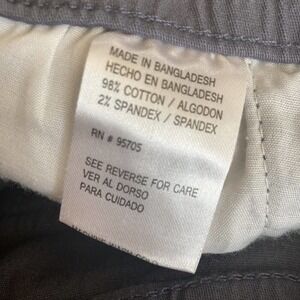 MADE IN BANGLADESH
HECHO EN BANGLADESH
98% COTTON / ALGODON
2% SPANDEX / SPANDEX
RN # 95705
SEE REVERSE FOR CARE
VER AL DORSO
PARA CUIDADO